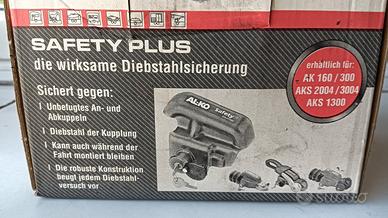 SAFETY PLUS
die wirksame Diebstahlsicherung
Sichert gegen:
Unbefugtes An- und
Abkuppeln
Diebstahl der Kupplung
Kann auch während der
Fahrt montiert bleiben
Die robuste Konstruktion
beugt jedem Diebstahl-
versuch vor
erhältlich für:
AK 160 / 300
AKS 2004 / 3004
AKS 1300
AL-KO
Safety
subito